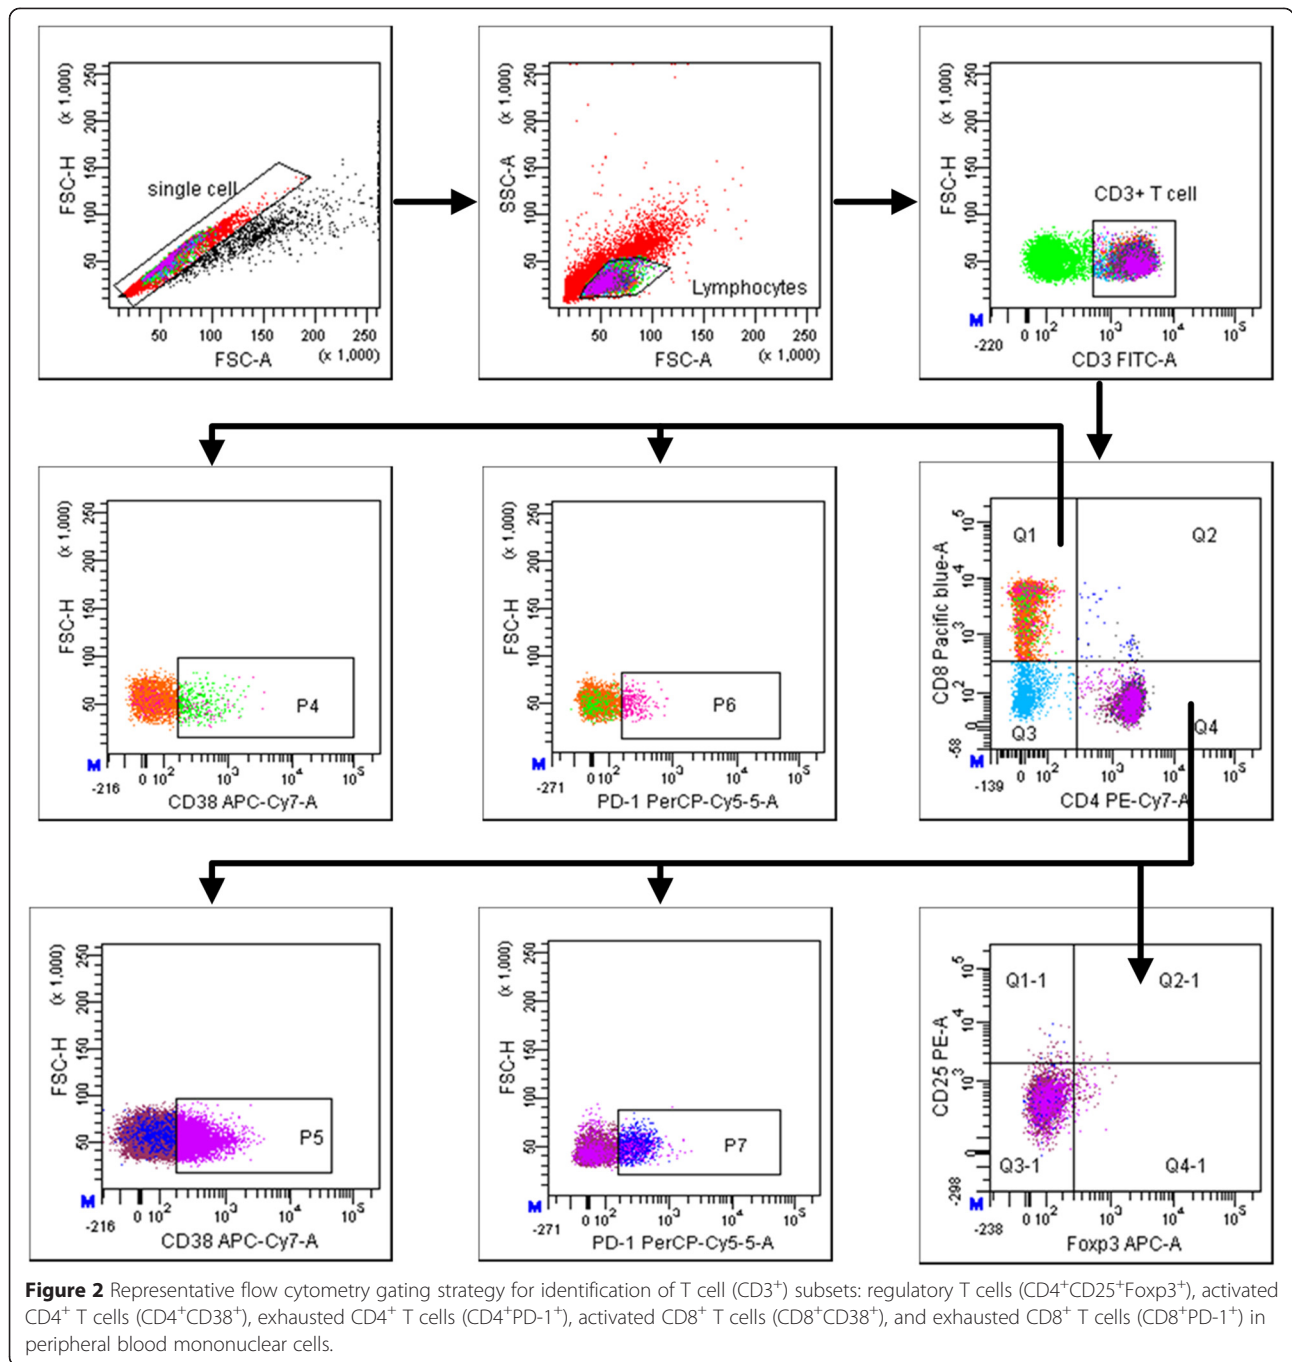 FSC-H (x 1,000)
250
200
150
100
50
single cell
50 100 150 200 250
FSC-A (x 1,000)
SSC-A (x 1,000)
250
200
150
100
50
Lymphocytes
50 100 150 200 250
FSC-A (x 1,000)
FSC-H (x 1,000)
250
200
150
100
50
CD3+ T cell
M -220 0 10² 10³ 10⁴ 10⁵
CD3 FITC-A
FSC-H (x 1,000)
250
200
150
100
50
P4
M -216 0 10² 10³ 10⁴ 10⁵
CD38 APC-Cy7-A
FSC-H (x 1,000)
250
200
150
100
50
P6
M -271 0 10² 10³ 10⁴ 10⁵
PD-1 PerCP-Cy5-5-A
CD8 Pacific blue-A
10⁵
10⁴
10³
10²
0
-58
Q1 Q2
Q3 Q4
M -139 0 10² 10³ 10⁴ 10⁵
CD4 PE-Cy7-A
FSC-H (x 1,000)
250
200
150
100
50
P5
M -216 0 10² 10³ 10⁴ 10⁵
CD38 APC-Cy7-A
FSC-H (x 1,000)
250
200
150
100
50
P7
M -271 0 10² 10³ 10⁴ 10⁵
PD-1 PerCP-Cy5-5-A
CD25 PE-A
10⁵
10⁴
10³
0
-298
Q1-1 Q2-1
Q3-1 Q4-1
M -238 0 10² 10³ 10⁴ 10⁵
Foxp3 APC-A
Figure 2 Representative flow cytometry gating strategy for identification of T cell (CD3⁺) subsets: regulatory T cells (CD4⁺CD25⁺Foxp3⁺), activated
CD4⁺ T cells (CD4⁺CD38⁺), exhausted CD4⁺ T cells (CD4⁺PD-1⁺), activated CD8⁺ T cells (CD8⁺CD38⁺), and exhausted CD8⁺ T cells (CD8⁺PD-1⁺) in
peripheral blood mononuclear cells.